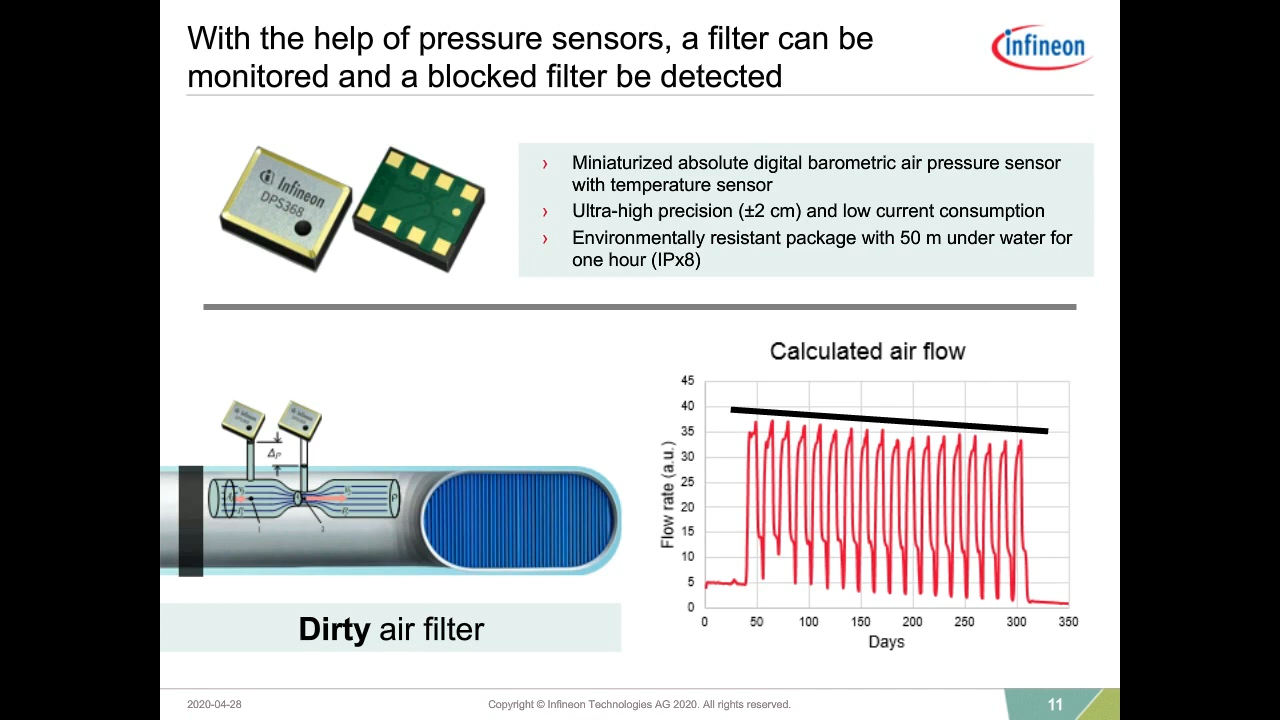 With the help of pressure sensors, a filter can be
monitored and a blocked filter be detected
infineon
Infineon
DPS368
› Miniaturized absolute digital barometric air pressure sensor
with temperature sensor
› Ultra-high precision (±2 cm) and low current consumption
› Environmentally resistant package with 50 m under water for
one hour (IPx8)
Δp
1
2
Dirty air filter
Calculated air flow
Flow rate (a.u.)
45
40
35
30
25
20
15
10
5
0
0 50 100 150 200 250 300 350
Days
2020-04-28
Copyright © Infineon Technologies AG 2020. All rights reserved.
11